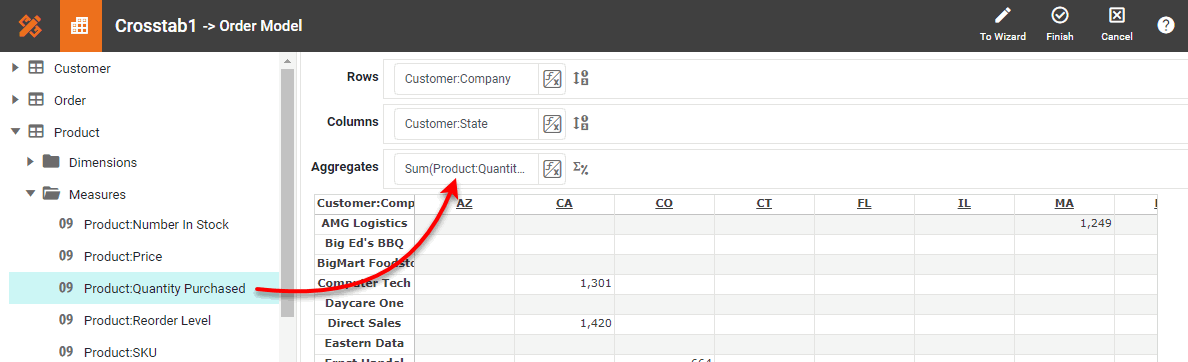 Crosstab1 -> Order Model
To Wizard
Finish
Cancel
?
Customer
Order
Product
Dimensions
Measures
09 Product:Number In Stock
09 Product:Price
09 Product:Quantity Purchased
09 Product:Reorder Level
09 Product:SKU
Rows Customer:Company
Columns Customer:State
Aggregates Sum(Product:Quantit...
Customer:Comp AZ CA CO CT FL IL MA
AMG Logistics 1,249
Big Ed's BBQ
BigMart Foodsto
Computer Tech 1,301
Daycare One
Direct Sales 1,420
Eastern Data
Ernst Handel 664